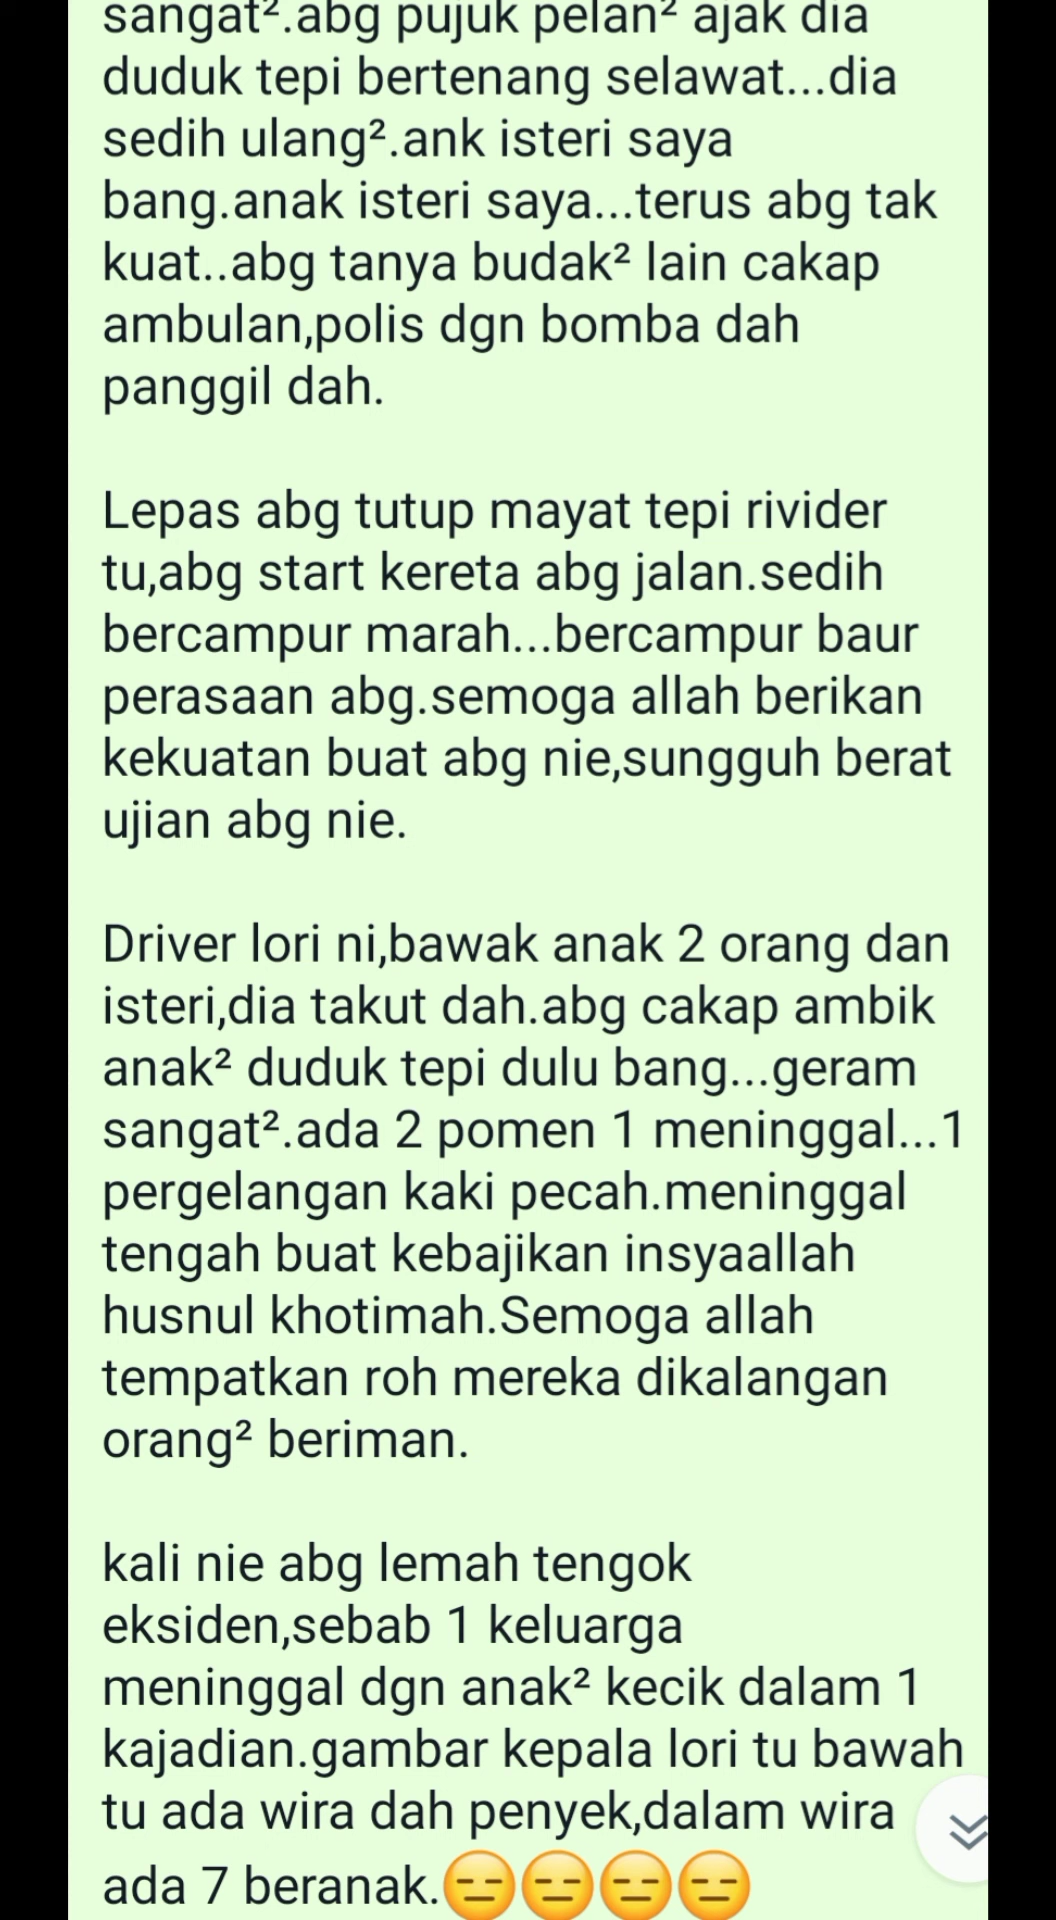 sangat².abg pujuk pelan² ajak dia
duduk tepi bertenang selawat...dia
sedih ulang².ank isteri saya
bang.anak isteri saya...terus abg tak
kuat..abg tanya budak² lain cakap
ambulan,polis dgn bomba dah
panggil dah.
Lepas abg tutup mayat tepi rivider
tu,abg start kereta abg jalan.sedih
bercampur marah...bercampur baur
perasaan abg.semoga allah berikan
kekuatan buat abg nie,sungguh berat
ujian abg nie.
Driver lori ni,bawak anak 2 orang dan
isteri,dia takut dah.abg cakap ambik
anak² duduk tepi dulu bang...geram
sangat².ada 2 pomen 1 meninggal...1
pergelangan kaki pecah.meninggal
tengah buat kebajikan insyaallah
husnul khotimah.Semoga allah
tempatkan roh mereka dikalangan
orang² beriman.
kali nie abg lemah tengok
eksiden,sebab 1 keluarga
meninggal dgn anak² kecik dalam 1
kajadian.gambar kepala lori tu bawah
tu ada wira dah penyek,dalam wira
ada 7 beranak.😑😑😑😑